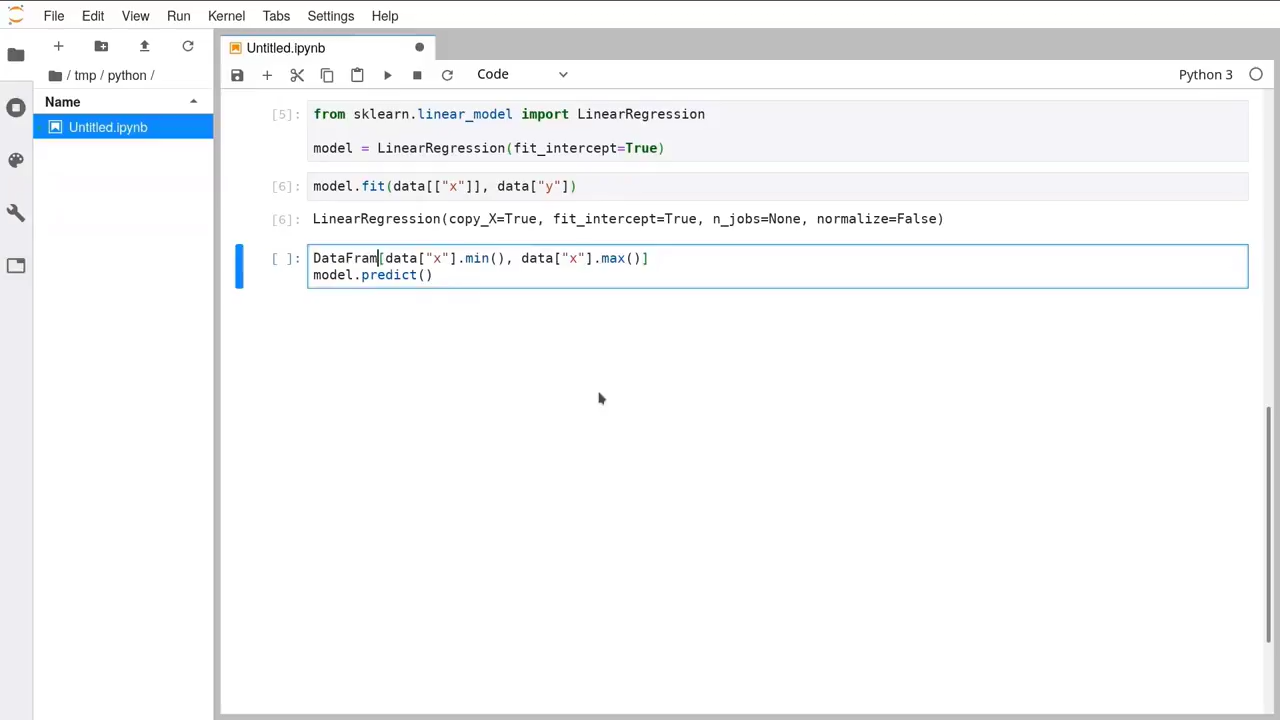 File Edit View Run Kernel Tabs Settings Help
Untitled.ipynb
/ tmp / python /
Code
Python 3
Name
Untitled.ipynb
[5]: from sklearn.linear_model import LinearRegression
model = LinearRegression(fit_intercept=True)
[6]: model.fit(data[["x"]], data["y"])
[6]: LinearRegression(copy_X=True, fit_intercept=True, n_jobs=None, normalize=False)
[ ]: DataFram[data["x"].min(), data["x"].max()]
model.predict()